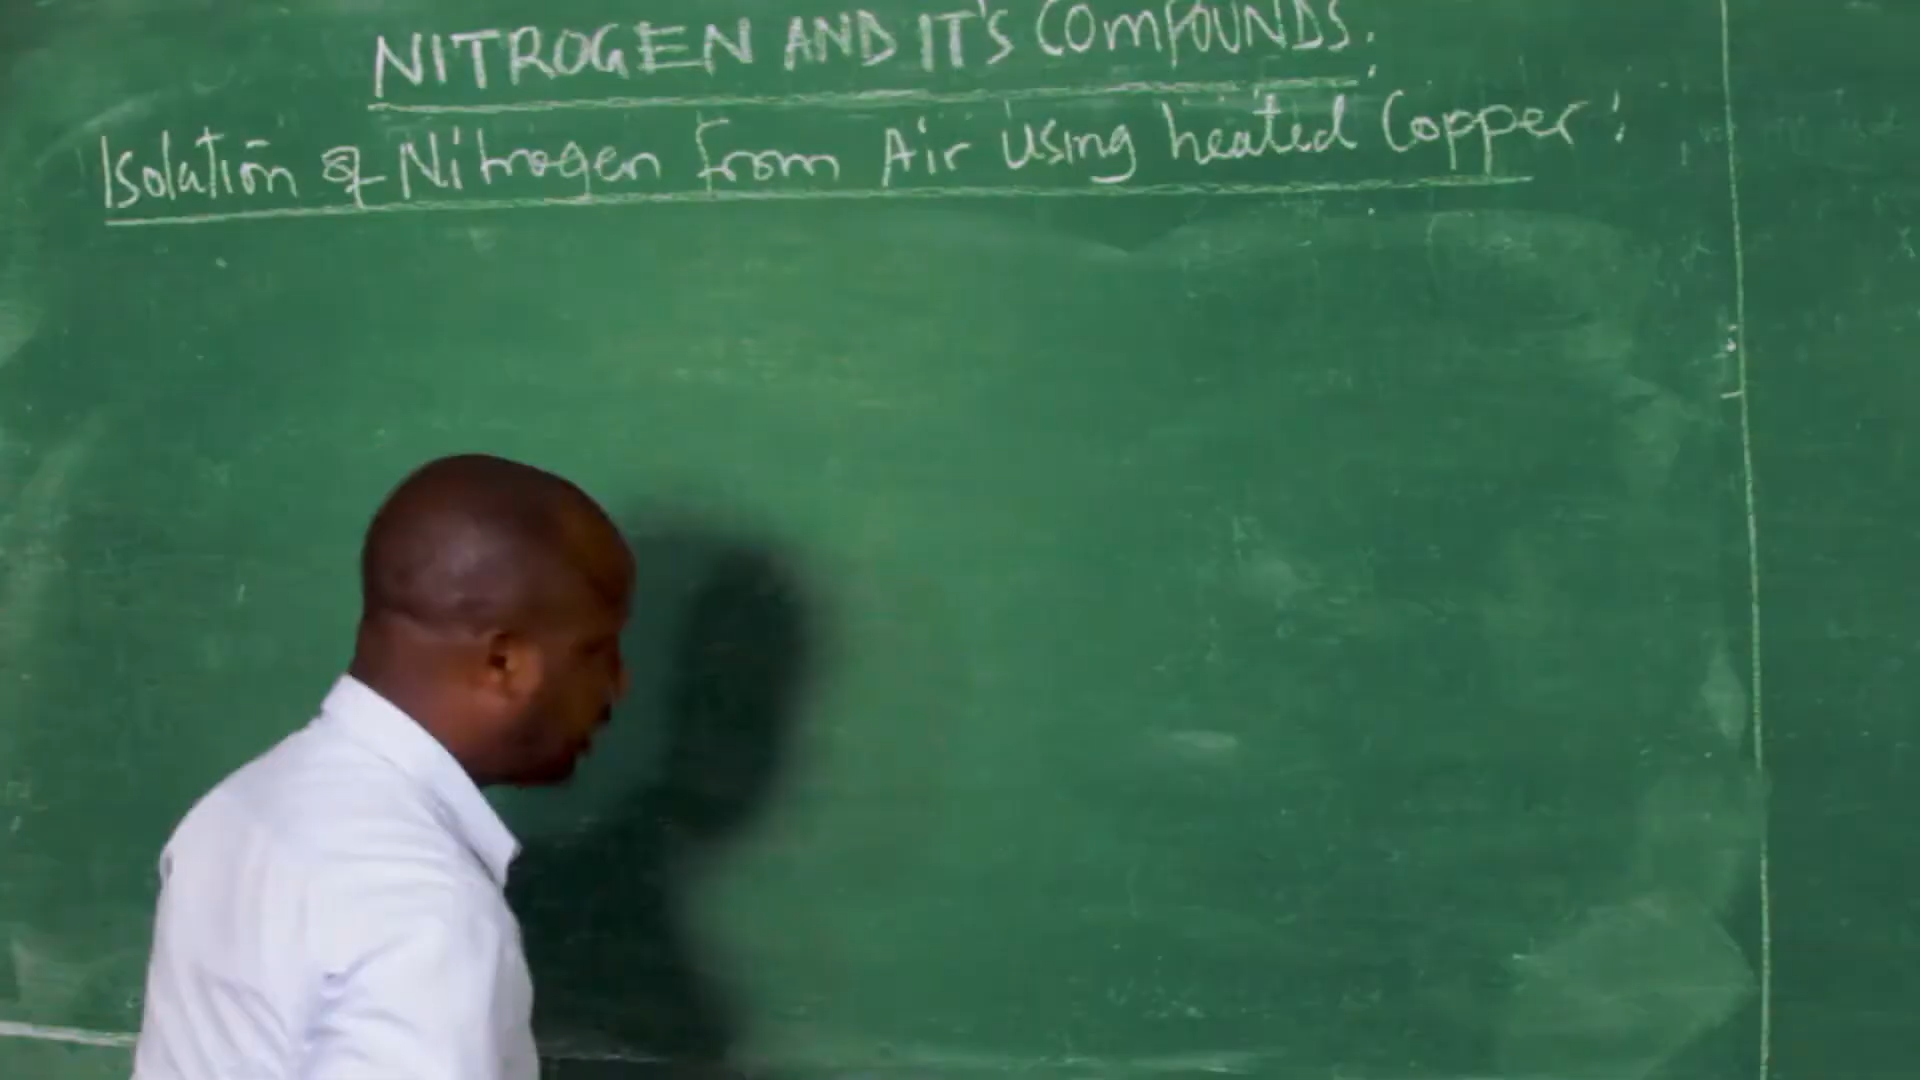 NITROGEN AND IT'S COMPOUNDS.
Isolation of Nitrogen from Air using heated Copper: